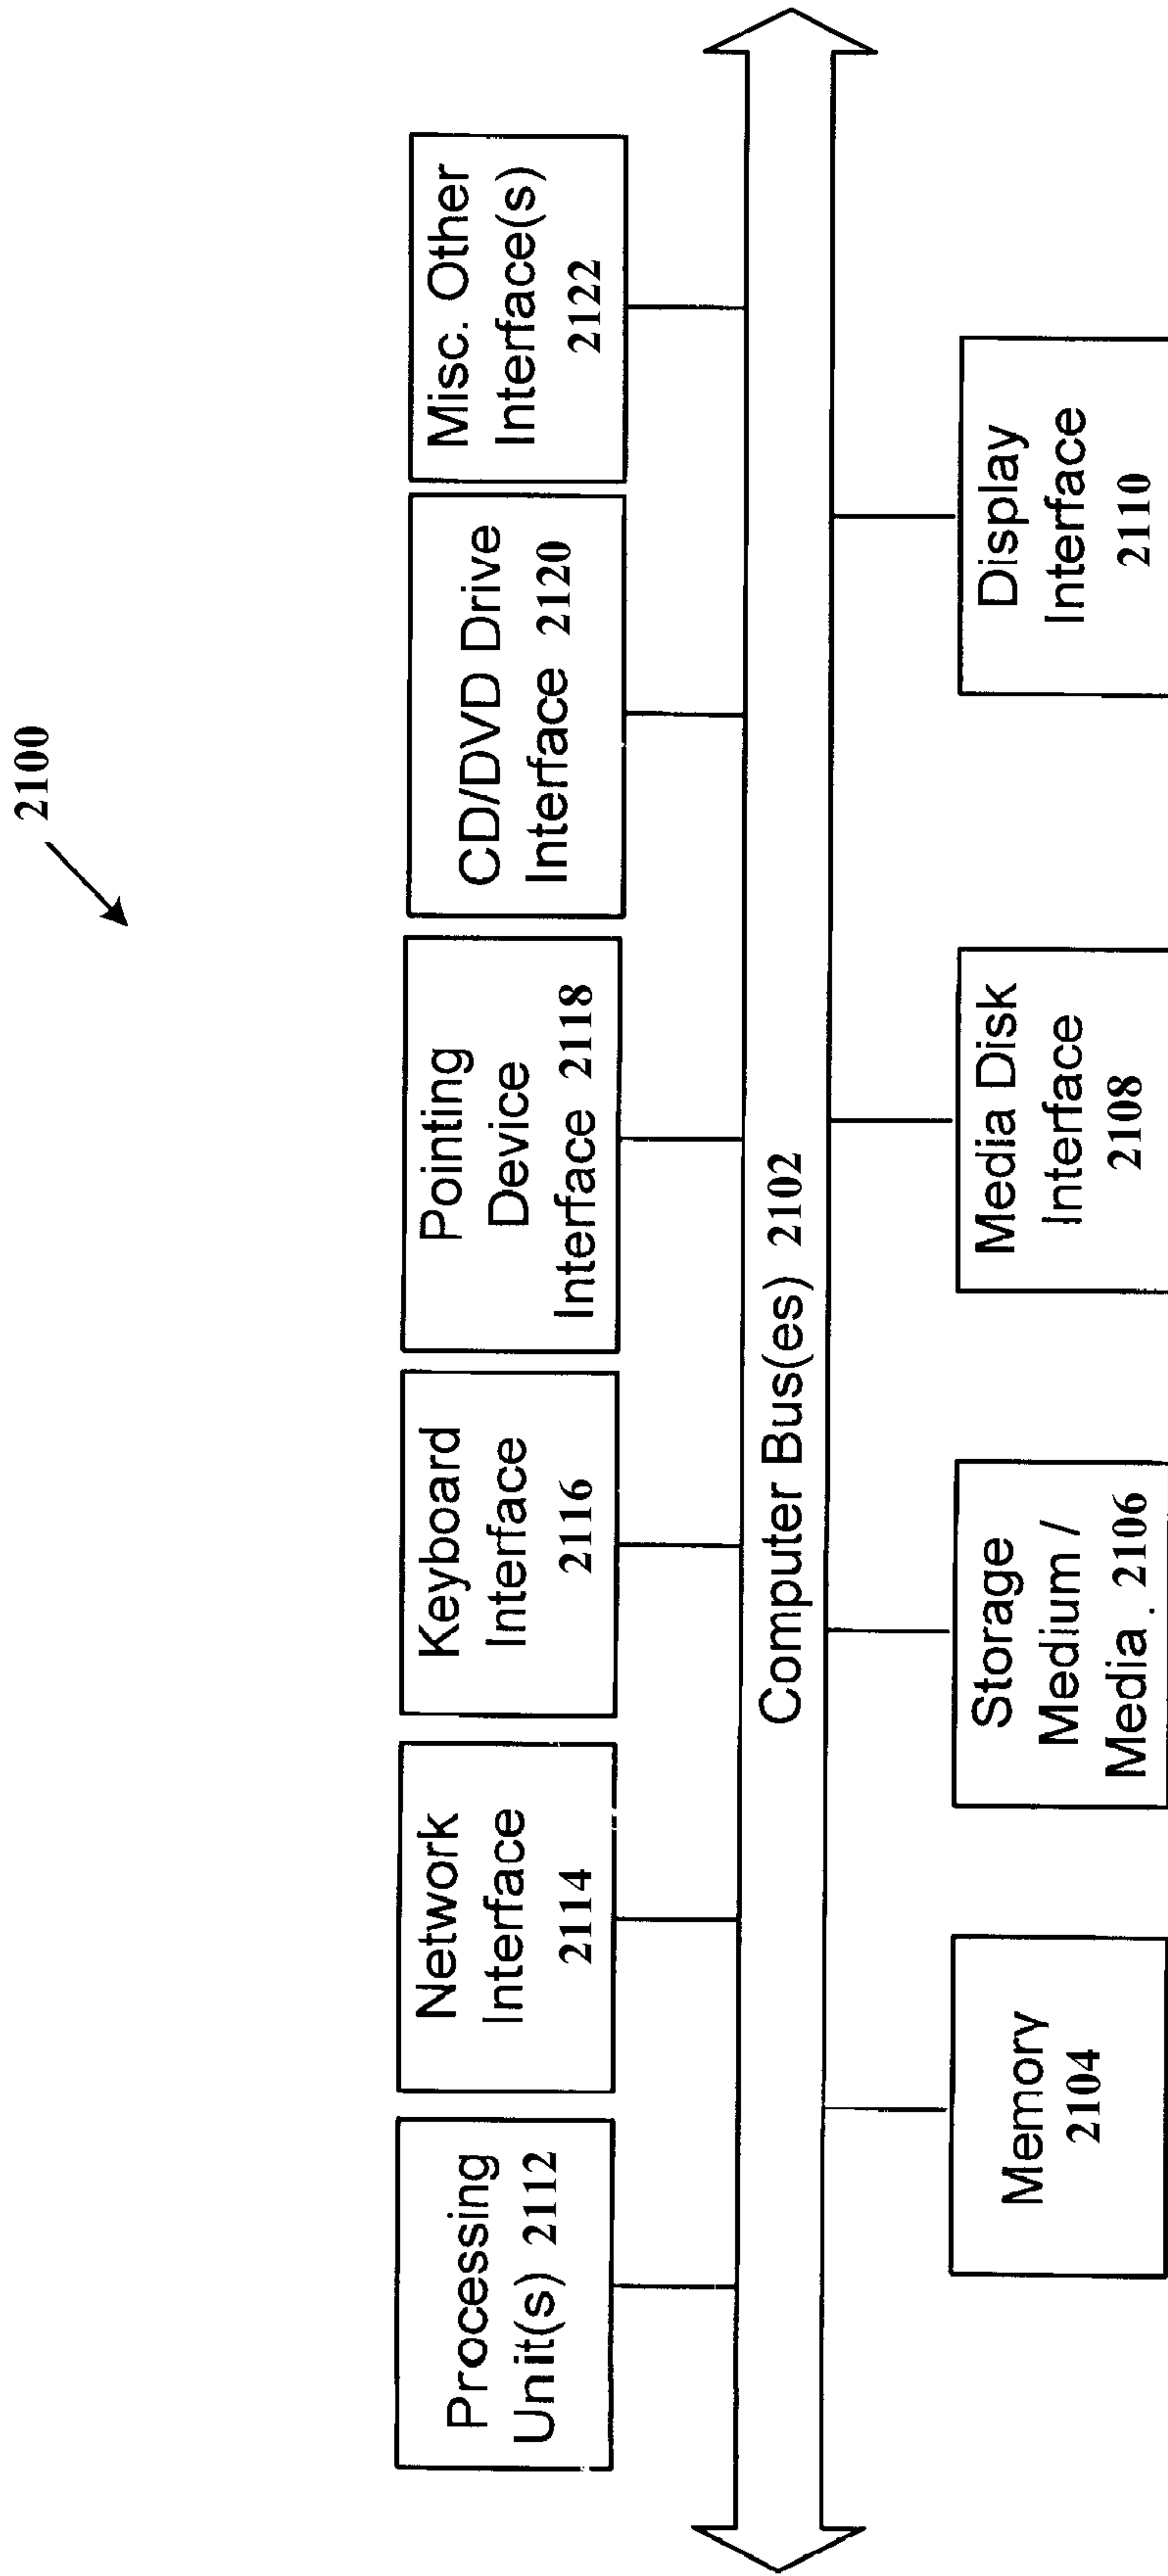 2100
Processing
Unit(s) 2112
Network
Interface
2114
Keyboard
Interface
2116
Pointing
Device
Interface 2118
CD/DVD Drive
Interface 2120
Misc. Other
Interface(s)
2122
Computer Bus(es) 2102
Memory
2104
Storage
Medium /
Media . 2106
Media Disk
Interface
2108
Display
Interface
2110